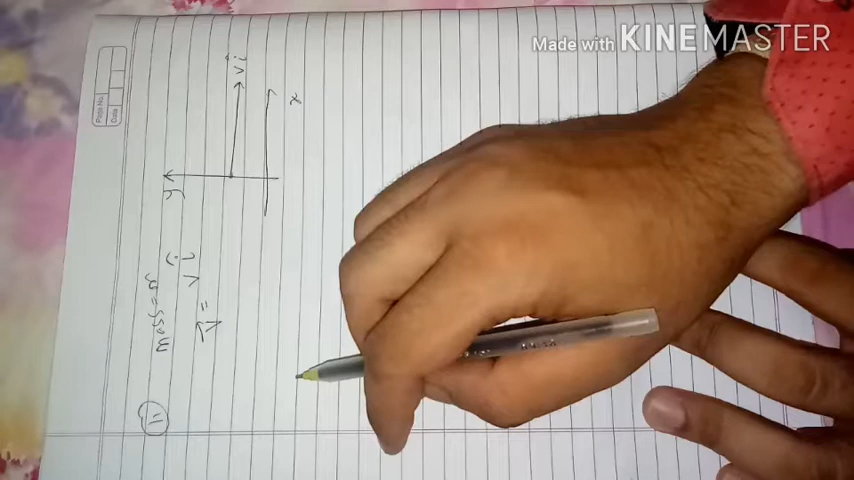 Made with KINEMASTER
Page No.
Date
11
mass = m
v⃗ = v î
y
v î
x